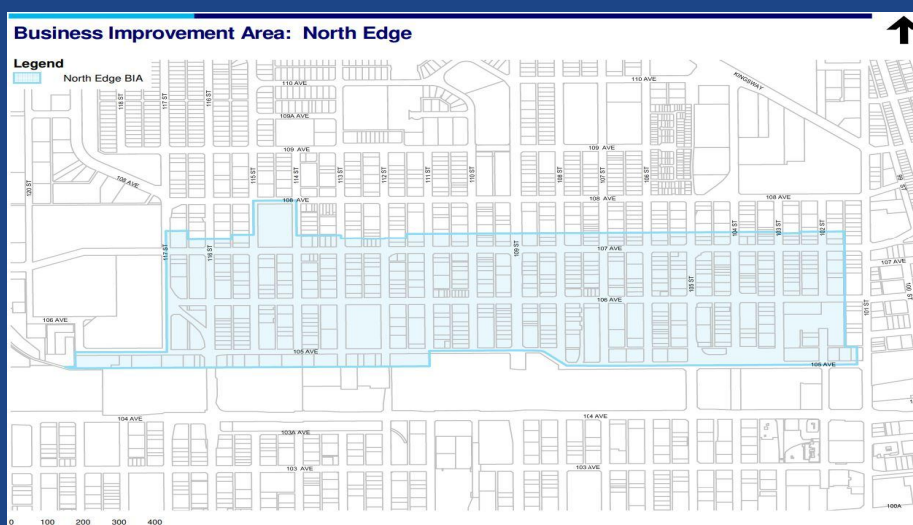 Business Improvement Area: North Edge
Legend
North Edge BIA
110 AVE
110 AVE
KINGSWAY
118 ST
117 ST
116 ST
109A AVE
109 AVE
109 AVE
120 ST
108 AVE
115 ST
114 ST
113 ST
112 ST
111 ST
110 ST
108 ST
107 ST
106 ST
108 AVE
108 AVE
108 AVE
117 ST
116 ST
109 ST
107 AVE
104 ST
103 ST
102 ST
107 AVE
101 ST
105 ST
106 AVE
106 AVE
105 AVE
105 AVE
104 AVE
104 AVE
103A AVE
103 AVE
103 AVE
100A
0 100 200 300 400